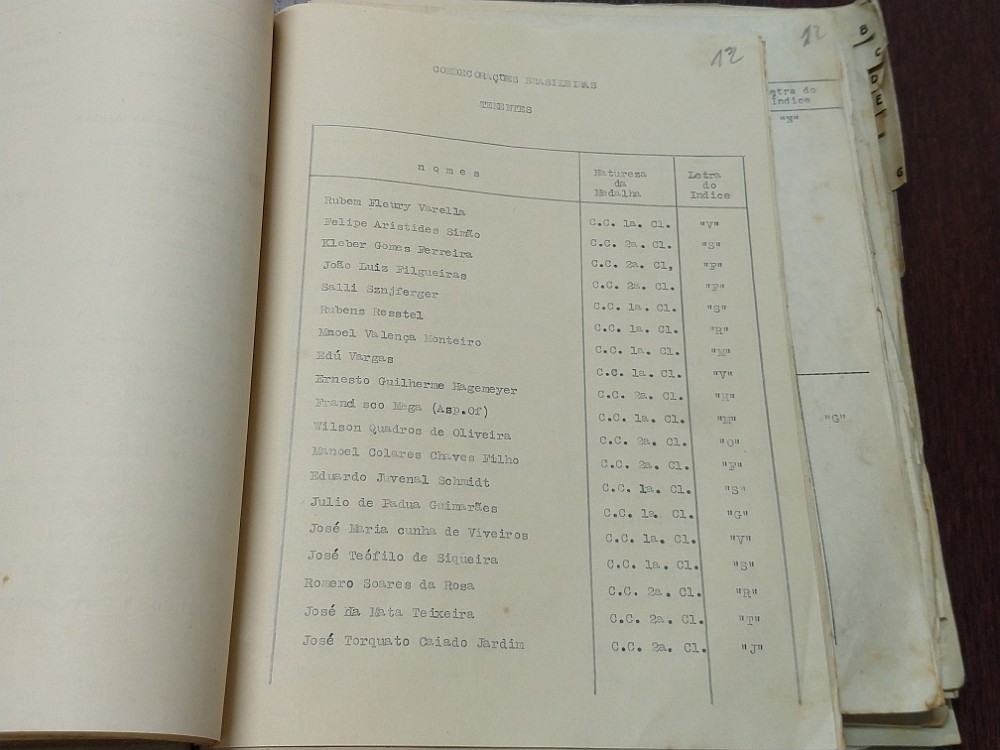 12
CONDECORAÇÕES BRASILEIRAS
TENENTES
nomes Natureza da Medalha Letra do Indice
Rubem Fleury Varella C.C. 1a. Cl. "V"
Felipe Aristides Simão C.C. 2a. Cl. "S"
Kleber Gomes Ferreira C.C. 2a. Cl, "F"
João Luiz Filgueiras C.C. 2a. Cl. "F"
Salli Sznjferger C.C. 1a. Cl. "S"
Rubens Resstel C.C. 1a. Cl. "R"
Mnoel Valença Monteiro C.C. 1a. Cl. "M"
Edú Vargas C.C. 1a. Cl. "V"
Ernesto Guilherme Hagemeyer C.C. 2a. Cl. "H"
Francisco Mega (Asp.Of) C.C. 1a. Cl. "M"
Wilson Quadros de Oliveira C.C. 2a. Cl. "O"
Manoel Colares Chaves Filho C.C. 2a. Cl. "F"
Eduardo Juvenal Schmidt C.C. 1a. Cl. "S"
Julio de Padua Guimarães C.C. 1a. Cl. "G"
José Maria cunha de Viveiros C.C. 1a. Cl. "V"
José Teófilo de Siqueira C.C. 1a. Cl. "S"
Romero Soares da Rosa C.C. 2a. Cl. "R"
José da Mata Teixeira C.C. 2a. Cl. "T"
José Torquato Caiado Jardim C.C. 2a. Cl. "J"
12
etra do
Índice
"G"
B
C
D
E
G